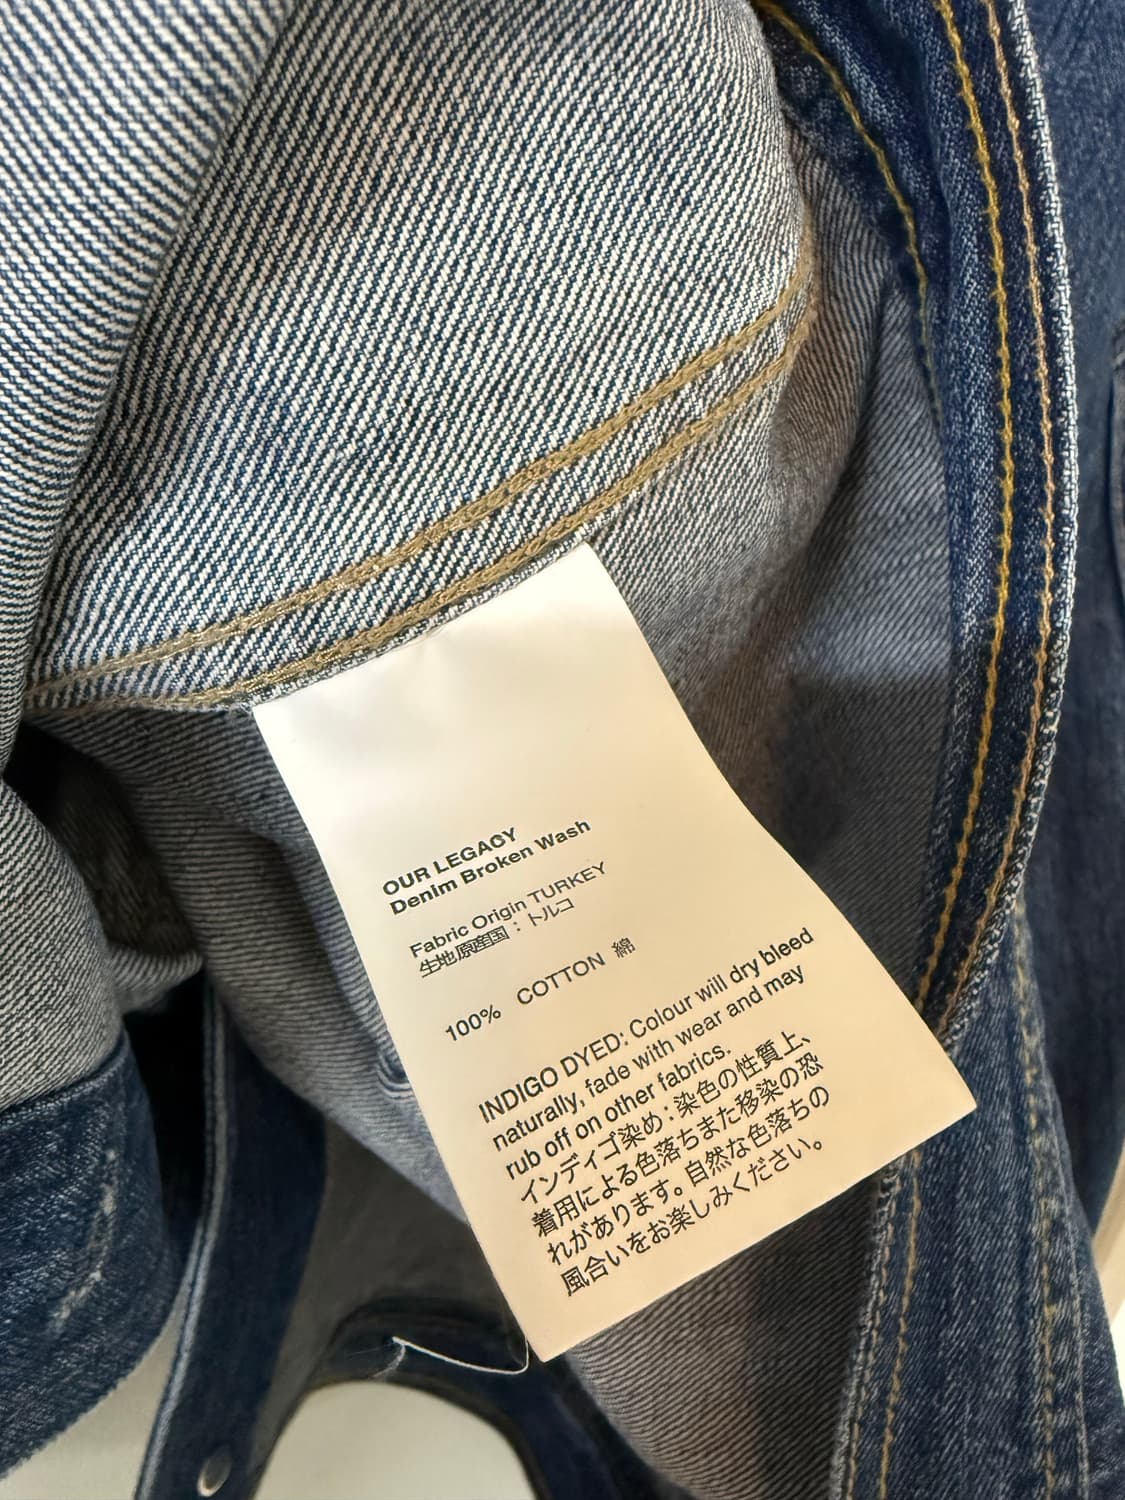 OUR LEGACY
Denim Broken Wash
Fabric Origin TURKEY
生地原産国：トルコ
100% COTTON 綿
INDIGO DYED: Colour will dry bleed
naturally, fade with wear and may
rub off on other fabrics.
インディゴ染め：染色の性質上、
着用による色落ちまた移染の恐
れがあります。自然な色落ちの
風合いをお楽しみください。